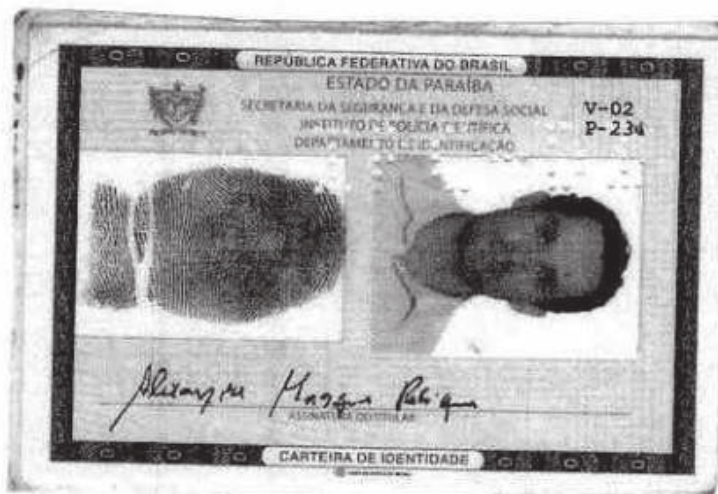 REPÚBLICA FEDERATIVA DO BRASIL
ESTADO DA PARAÍBA
SECRETARIA DA SEGURANÇA E DA DEFESA SOCIAL
INSTITUTO DE POLÍCIA CIENTÍFICA
DEPARTAMENTO DE IDENTIFICAÇÃO
V-02
P-234
ASSINATURA DO TITULAR
CARTEIRA DE IDENTIDADE